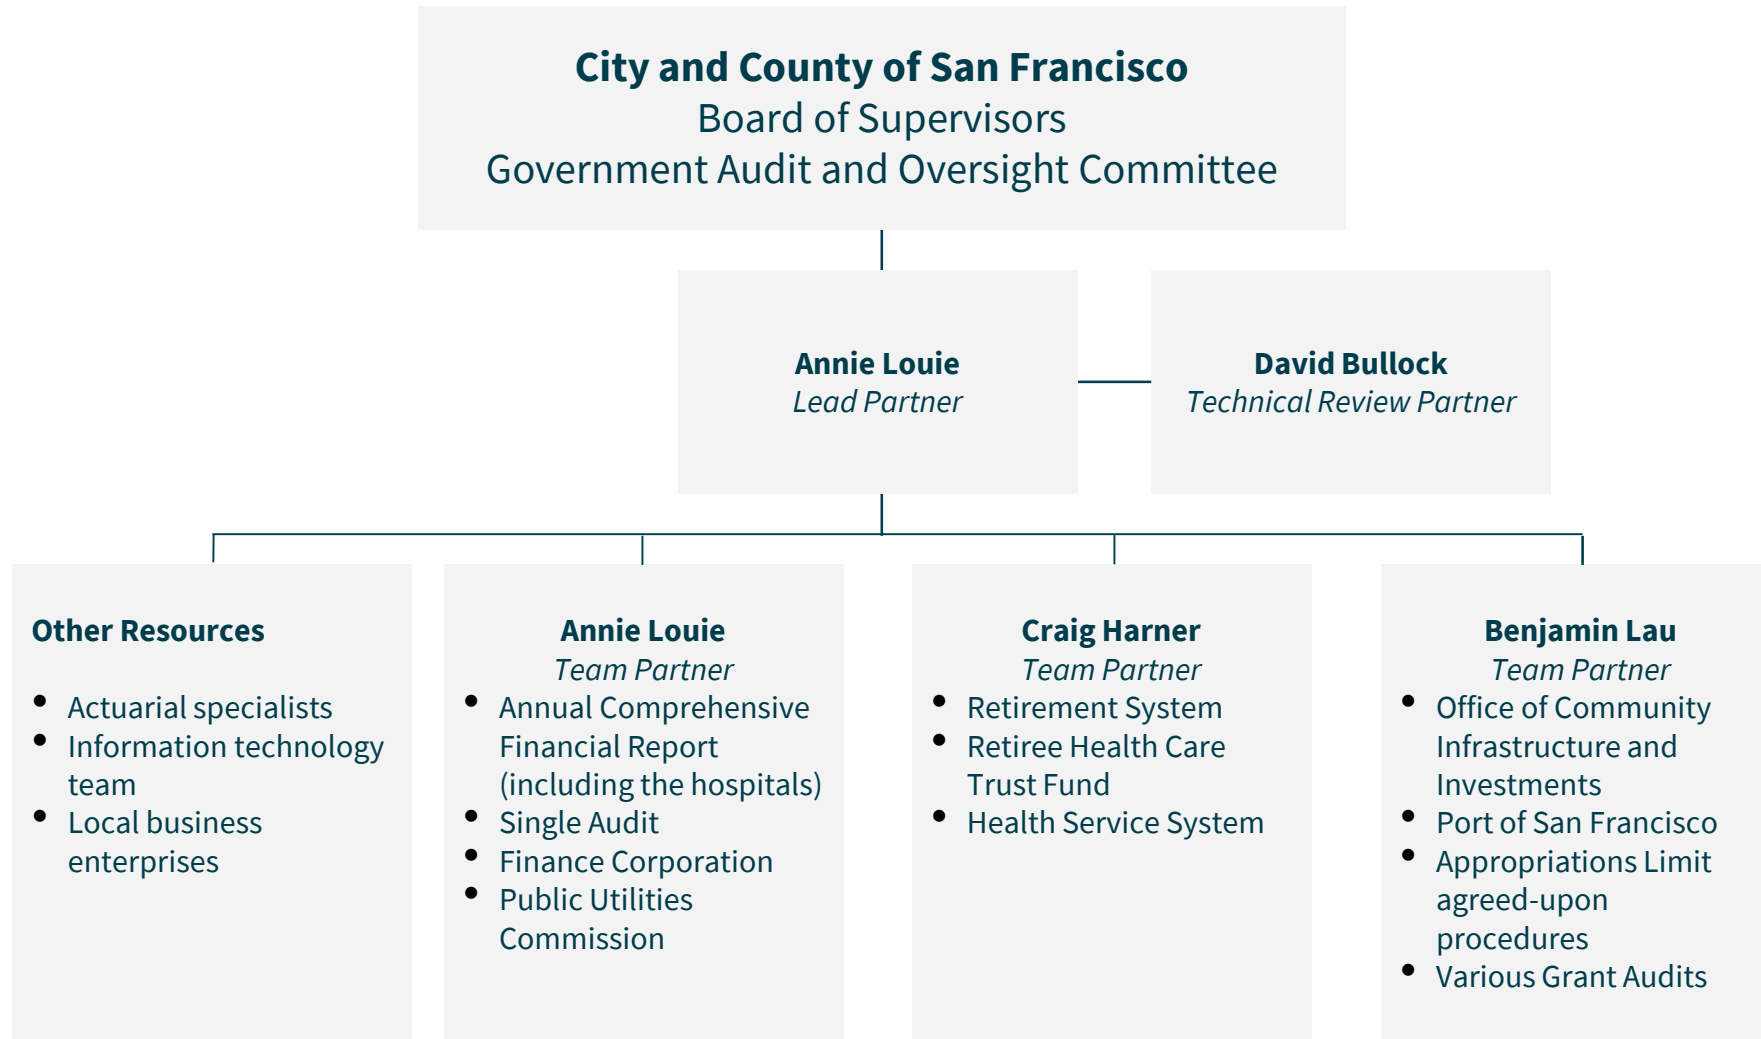 City and County of San Francisco
Board of Supervisors
Government Audit and Oversight Committee
Annie Louie
Lead Partner
David Bullock
Technical Review Partner
Other Resources
• Actuarial specialists
• Information technology
team
• Local business
enterprises
Annie Louie
Team Partner
• Annual Comprehensive
Financial Report
(including the hospitals)
• Single Audit
• Finance Corporation
• Public Utilities
Commission
Craig Harner
Team Partner
• Retirement System
• Retiree Health Care
Trust Fund
• Health Service System
Benjamin Lau
Team Partner
• Office of Community
Infrastructure and
Investments
• Port of San Francisco
• Appropriations Limit
agreed-upon
procedures
• Various Grant Audits